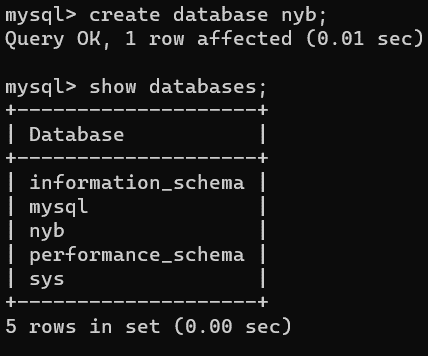 mysql> create database nyb;
Query OK, 1 row affected (0.01 sec)
mysql> show databases;
+--------------------+
| Database           |
+--------------------+
| information_schema |
| mysql              |
| nyb                |
| performance_schema |
| sys                |
+--------------------+
5 rows in set (0.00 sec)